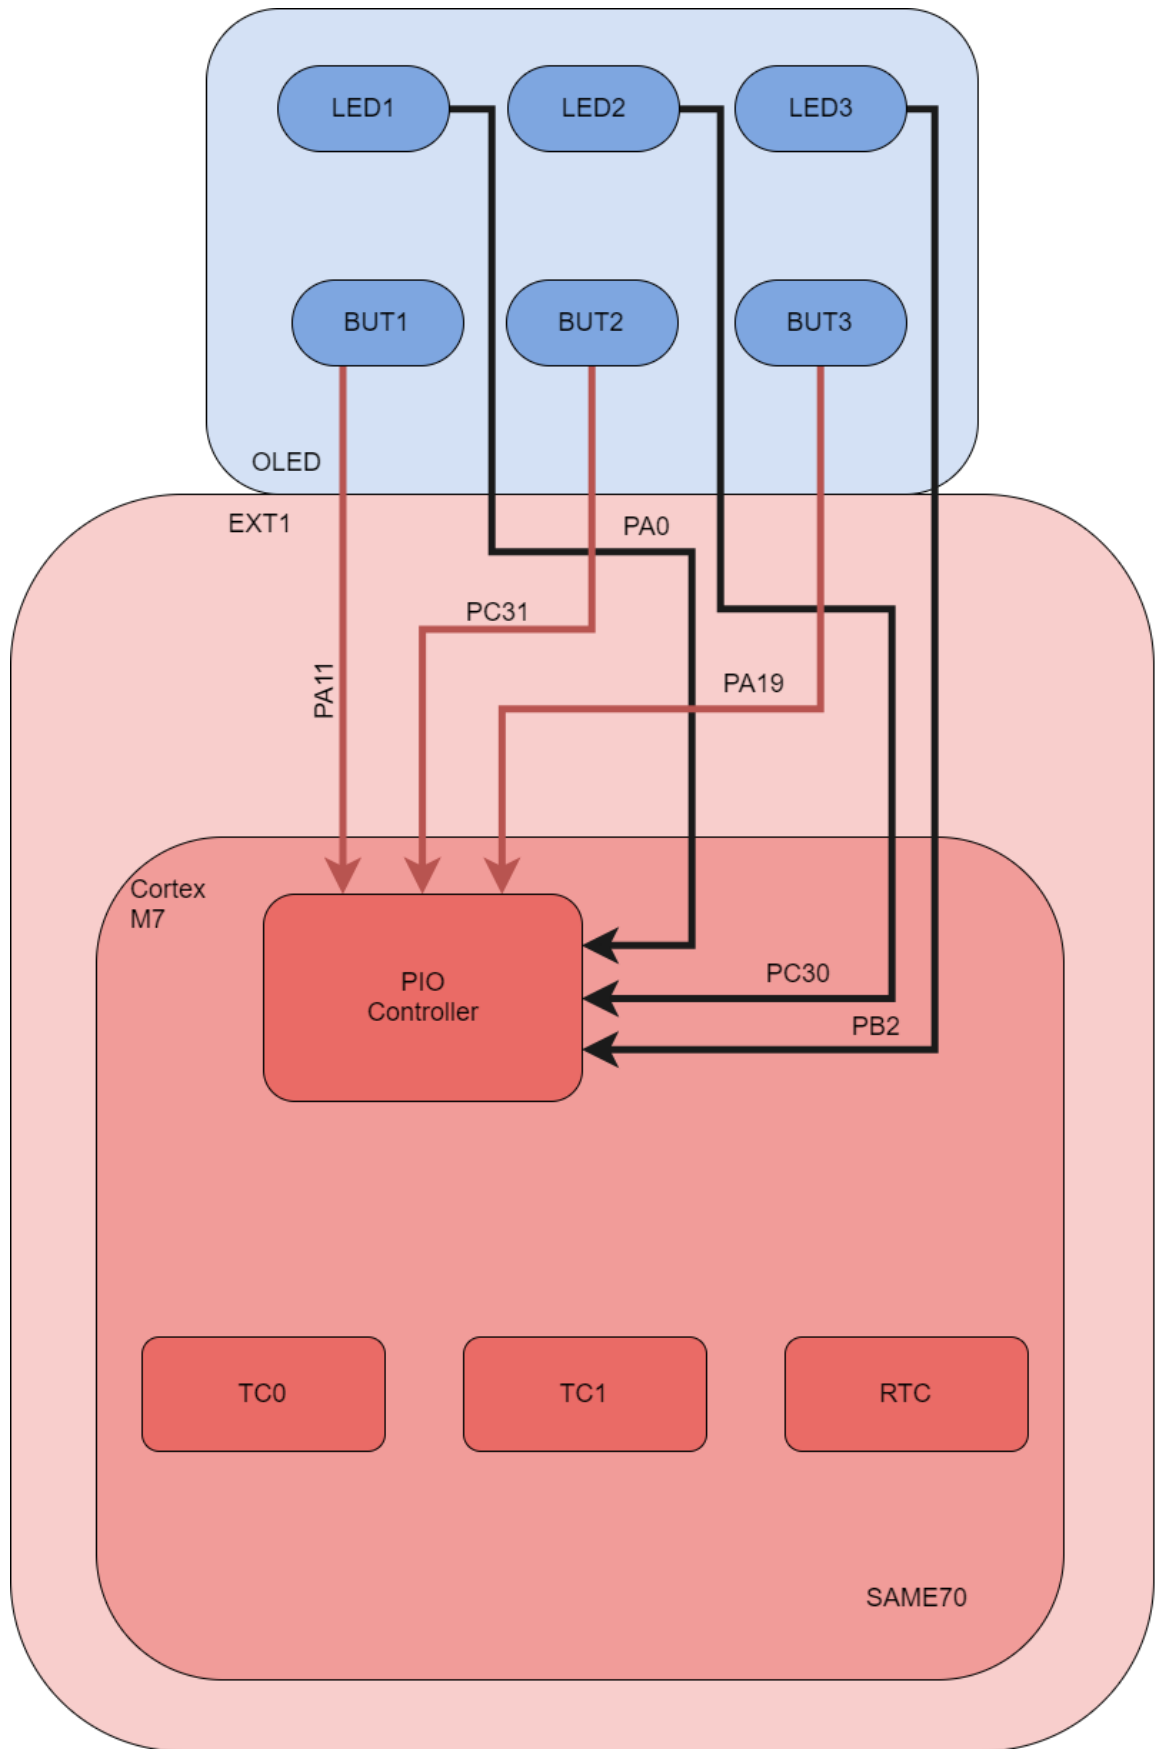 LED1
LED2
LED3
BUT1
BUT2
BUT3
OLED
EXT1
PA0
PC31
PA11
PA19
Cortex
M7
PIO
Controller
PC30
PB2
TC0
TC1
RTC
SAME70